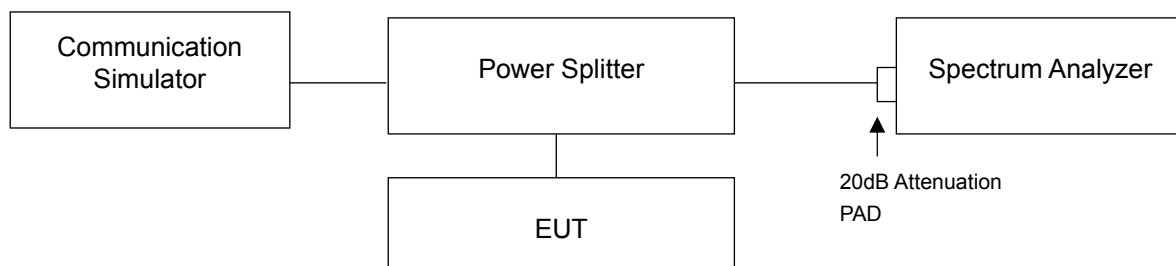 Communication
Simulator
Power Splitter
Spectrum Analyzer
20dB Attenuation
PAD
EUT